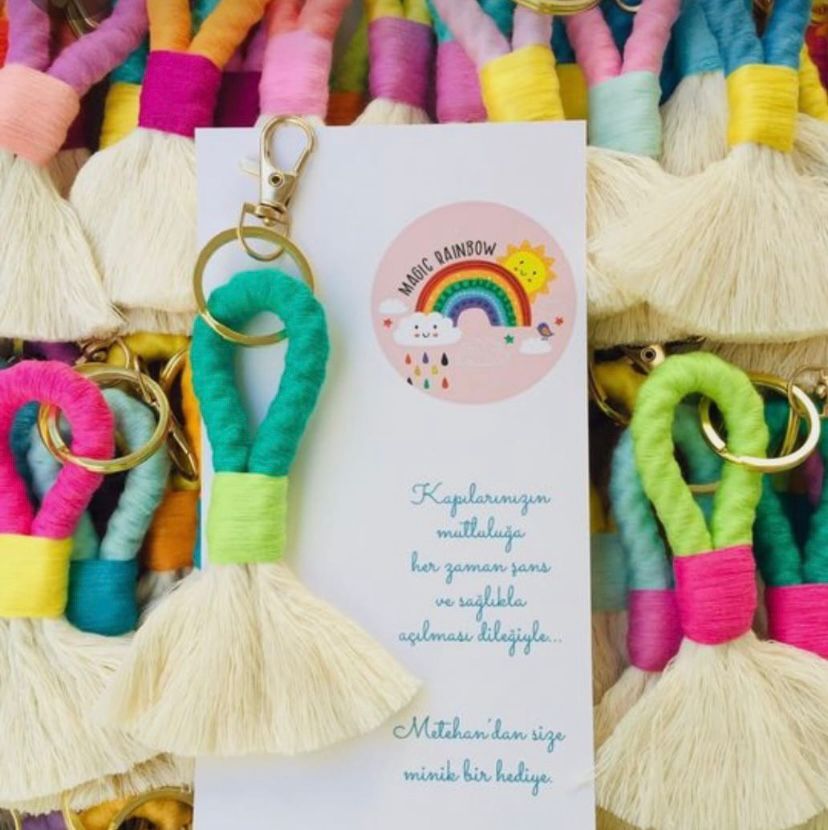 MAGIC RAINBOW
Kapılarınızın
mutluluğa
her zaman şans
ve sağlıkla
açılması dileğiyle...
Metehan'dan size
minik bir hediye.